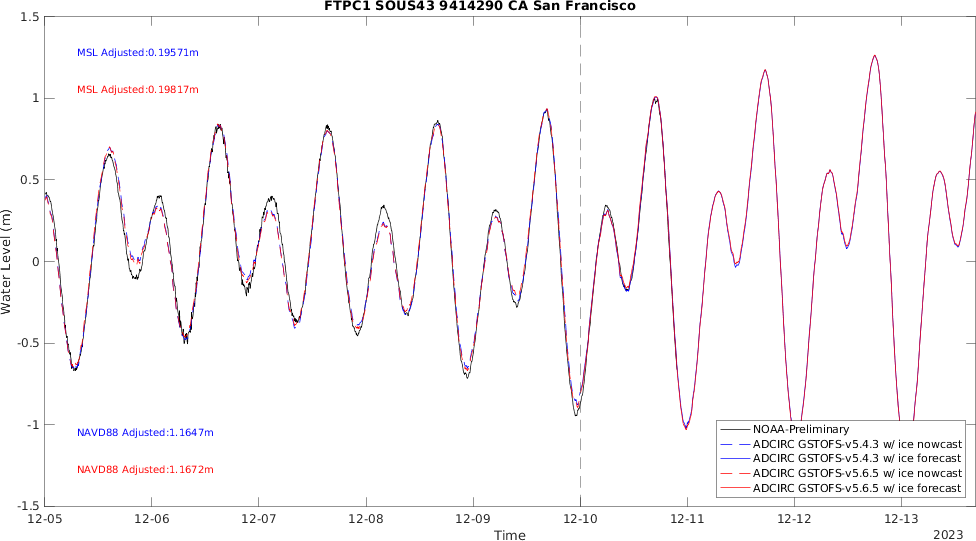 FTPC1 SOUS43 9414290 CA San Francisco
1.5
1
0.5
0
-0.5
-1
-1.5
Water Level (m)
MSL Adjusted:0.19571m
MSL Adjusted:0.19817m
NAVD88 Adjusted:1.1647m
NAVD88 Adjusted:1.1672m
NOAA-Preliminary
ADCIRC GSTOFS-v5.4.3 w/ ice nowcast
ADCIRC GSTOFS-v5.4.3 w/ ice forecast
ADCIRC GSTOFS-v5.6.5 w/ ice nowcast
ADCIRC GSTOFS-v5.6.5 w/ ice forecast
12-05 12-06 12-07 12-08 12-09 12-10 12-11 12-12 12-13
Time
2023